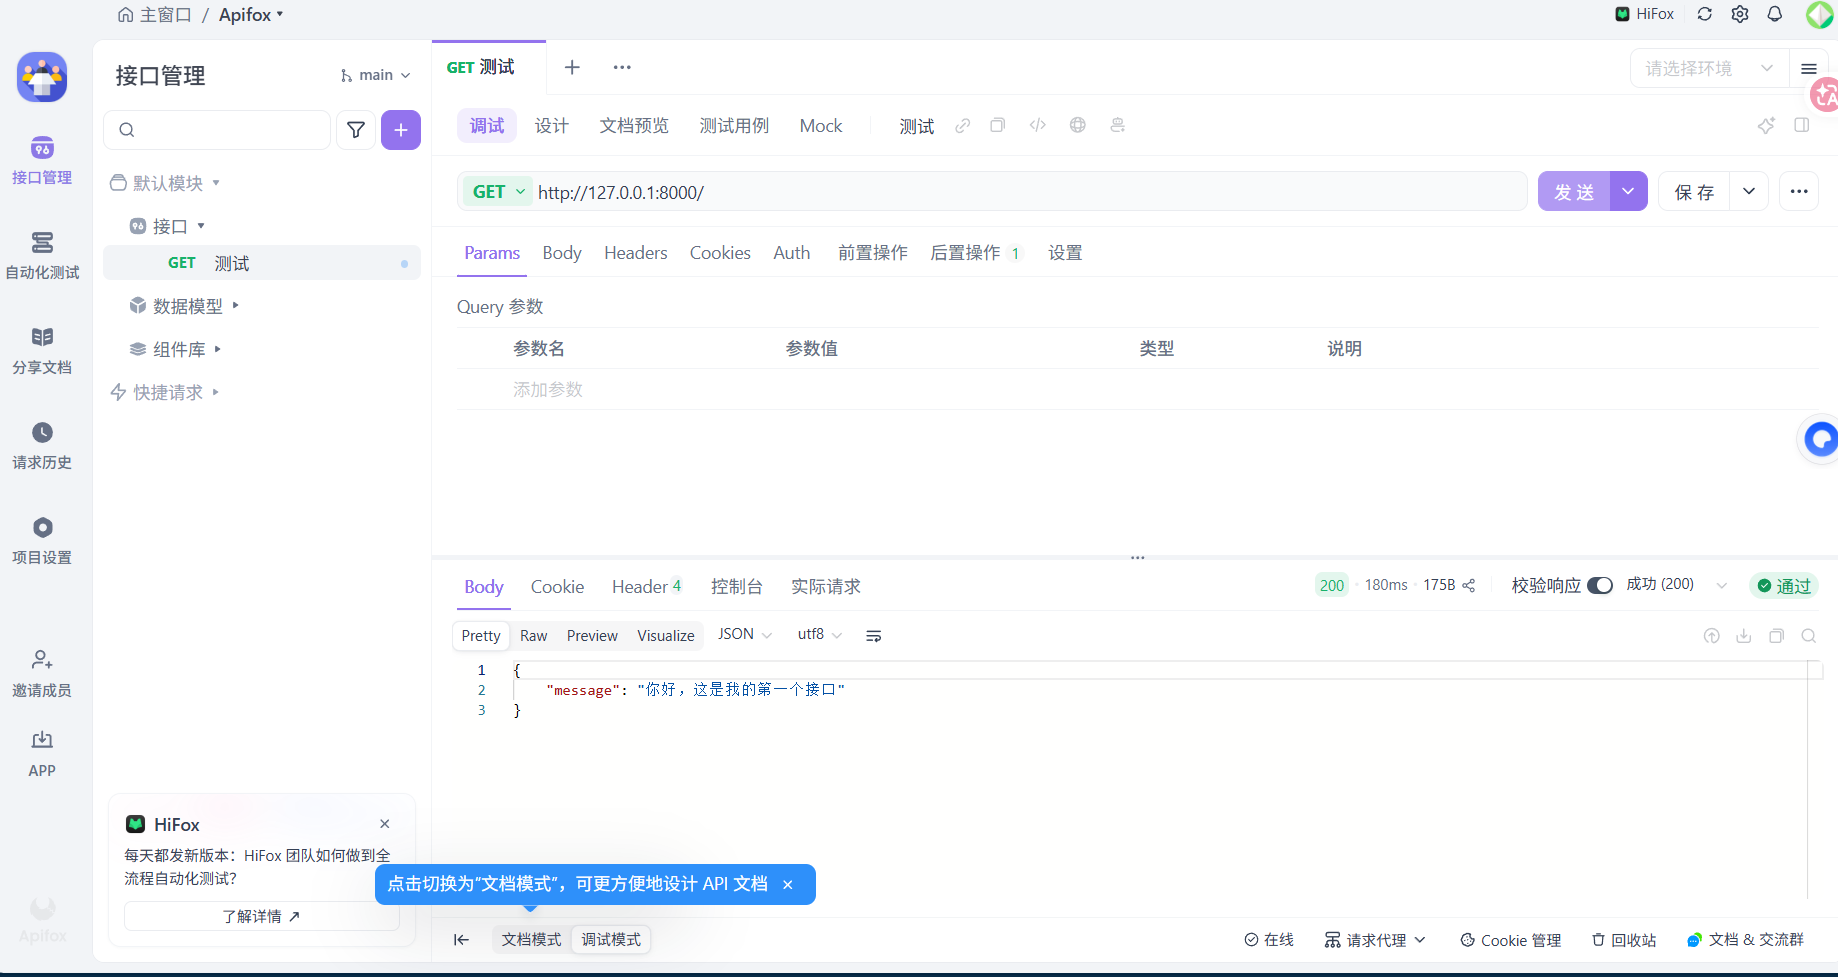 主窗口 / Apifox
HiFox
接口管理
自动化测试
分享文档
请求历史
项目设置
邀请成员
APP
Apifox
接口管理
main
默认模块
接口
GET 测试
数据模型
组件库
快捷请求
HiFox
每天都发新版本：HiFox 团队如何做到全
流程自动化测试？
了解详情 ↗
GET 测试
请选择环境
调试 设计 文档预览 测试用例 Mock 测试
GET http://127.0.0.1:8000/
发 送
保 存
Params Body Headers Cookies Auth 前置操作 后置操作 1 设置
Query 参数
参数名 参数值 类型 说明
添加参数
Body Cookie Header 4 控制台 实际请求
200 · 180ms · 175B
校验响应 成功 (200) 通过
Pretty Raw Preview Visualize JSON utf8
1 {
2 "message": "你好，这是我的第一个接口"
3 }
点击切换为“文档模式”，可更方便地设计 API 文档
文档模式 调试模式
在线 请求代理 Cookie 管理 回收站 文档 & 交流群